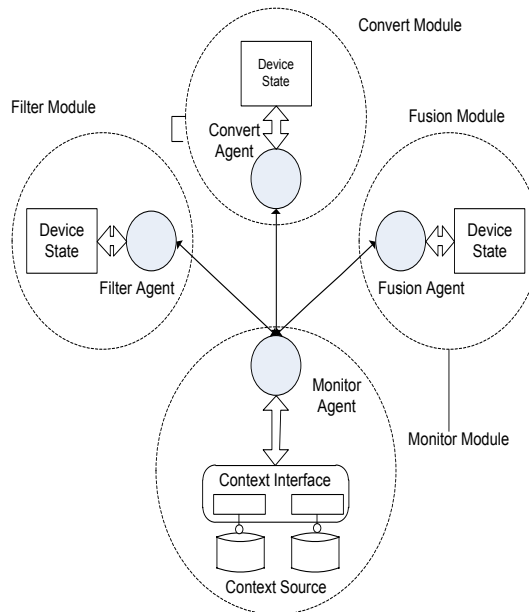 Convert Module
Device
State
Convert
Agent
Filter Module
Device
State
Filter Agent
Fusion Module
Device
State
Fusion Agent
Monitor
Agent
Monitor Module
Context Interface
Context Source